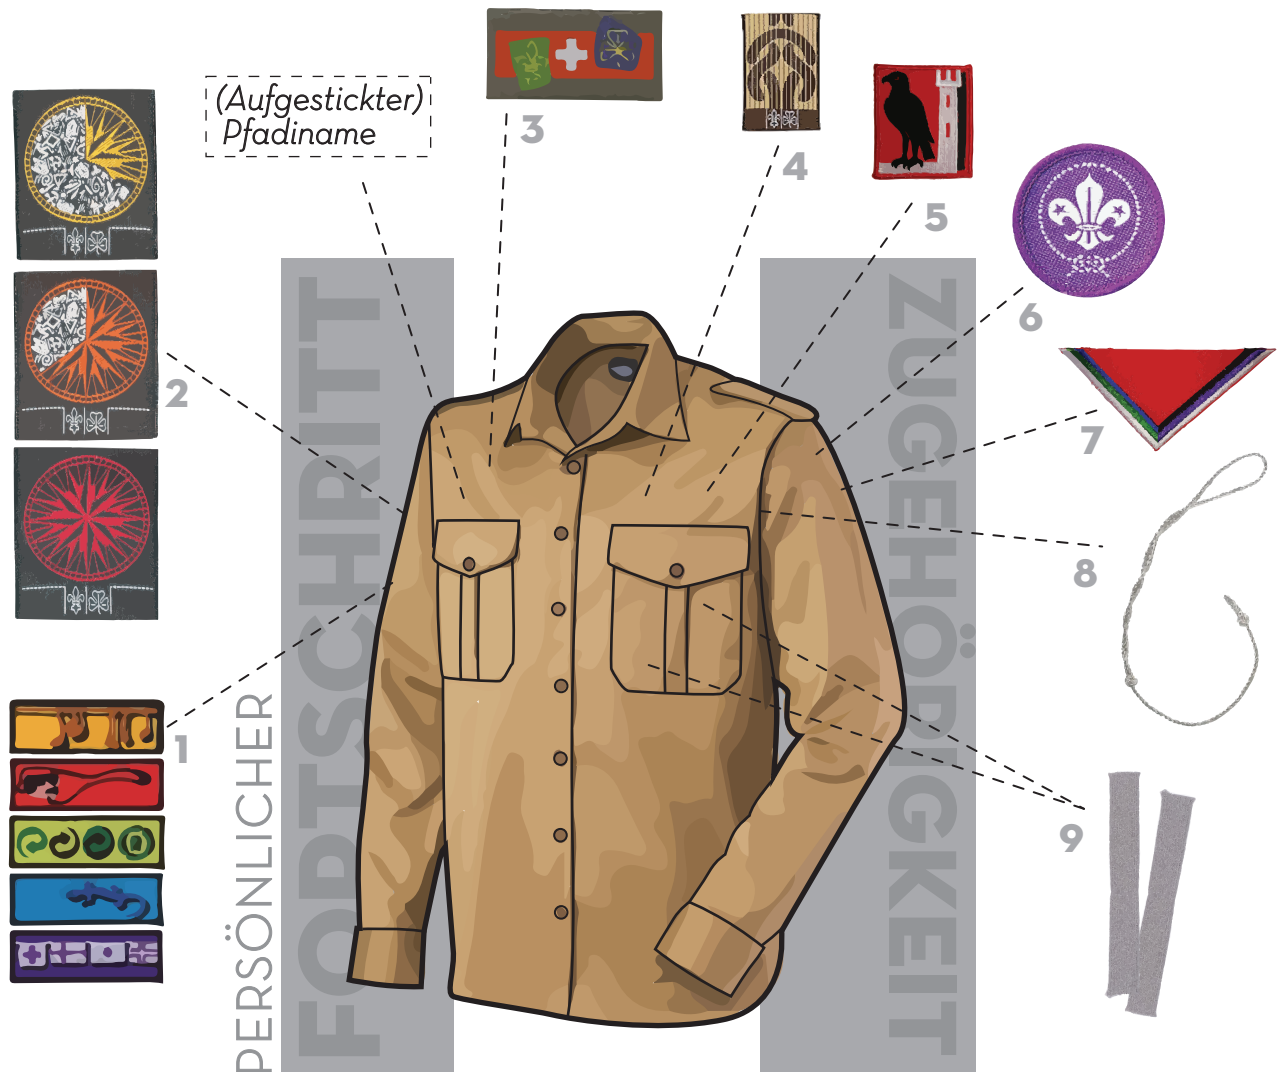 (Aufgestickter)
Pfadiname
3
4
5
6
2
7
8
1
9
PERSÖNLICHER
FORTSCHRITT
ZUGEHÖRIGKEIT